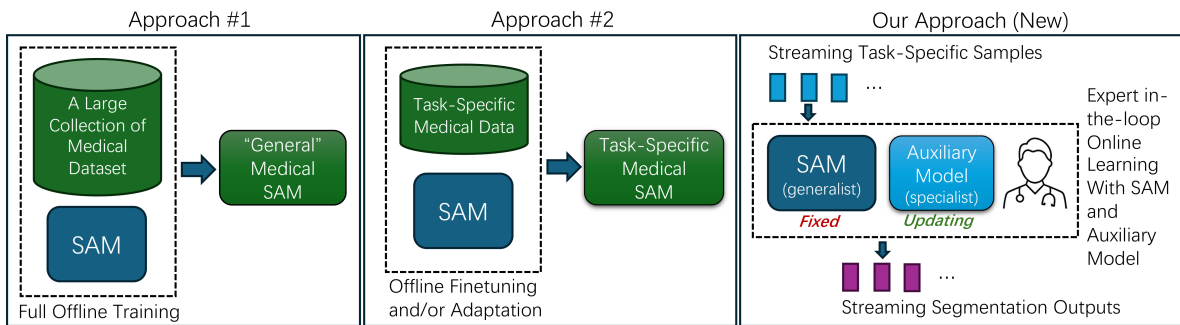 Approach #1
A Large
Collection of
Medical
Dataset
SAM
"General"
Medical
SAM
Full Offline Training
Approach #2
Task-Specific
Medical Data
SAM
Task-Specific
Medical
SAM
Offline Finetuning
and/or Adaptation
Our Approach (New)
Streaming Task-Specific Samples
...
SAM
(generalist)
Fixed
Auxiliary
Model
(specialist)
Updating
Expert in-
the-loop
Online
Learning
With SAM
and
Auxiliary
Model
...
Streaming Segmentation Outputs